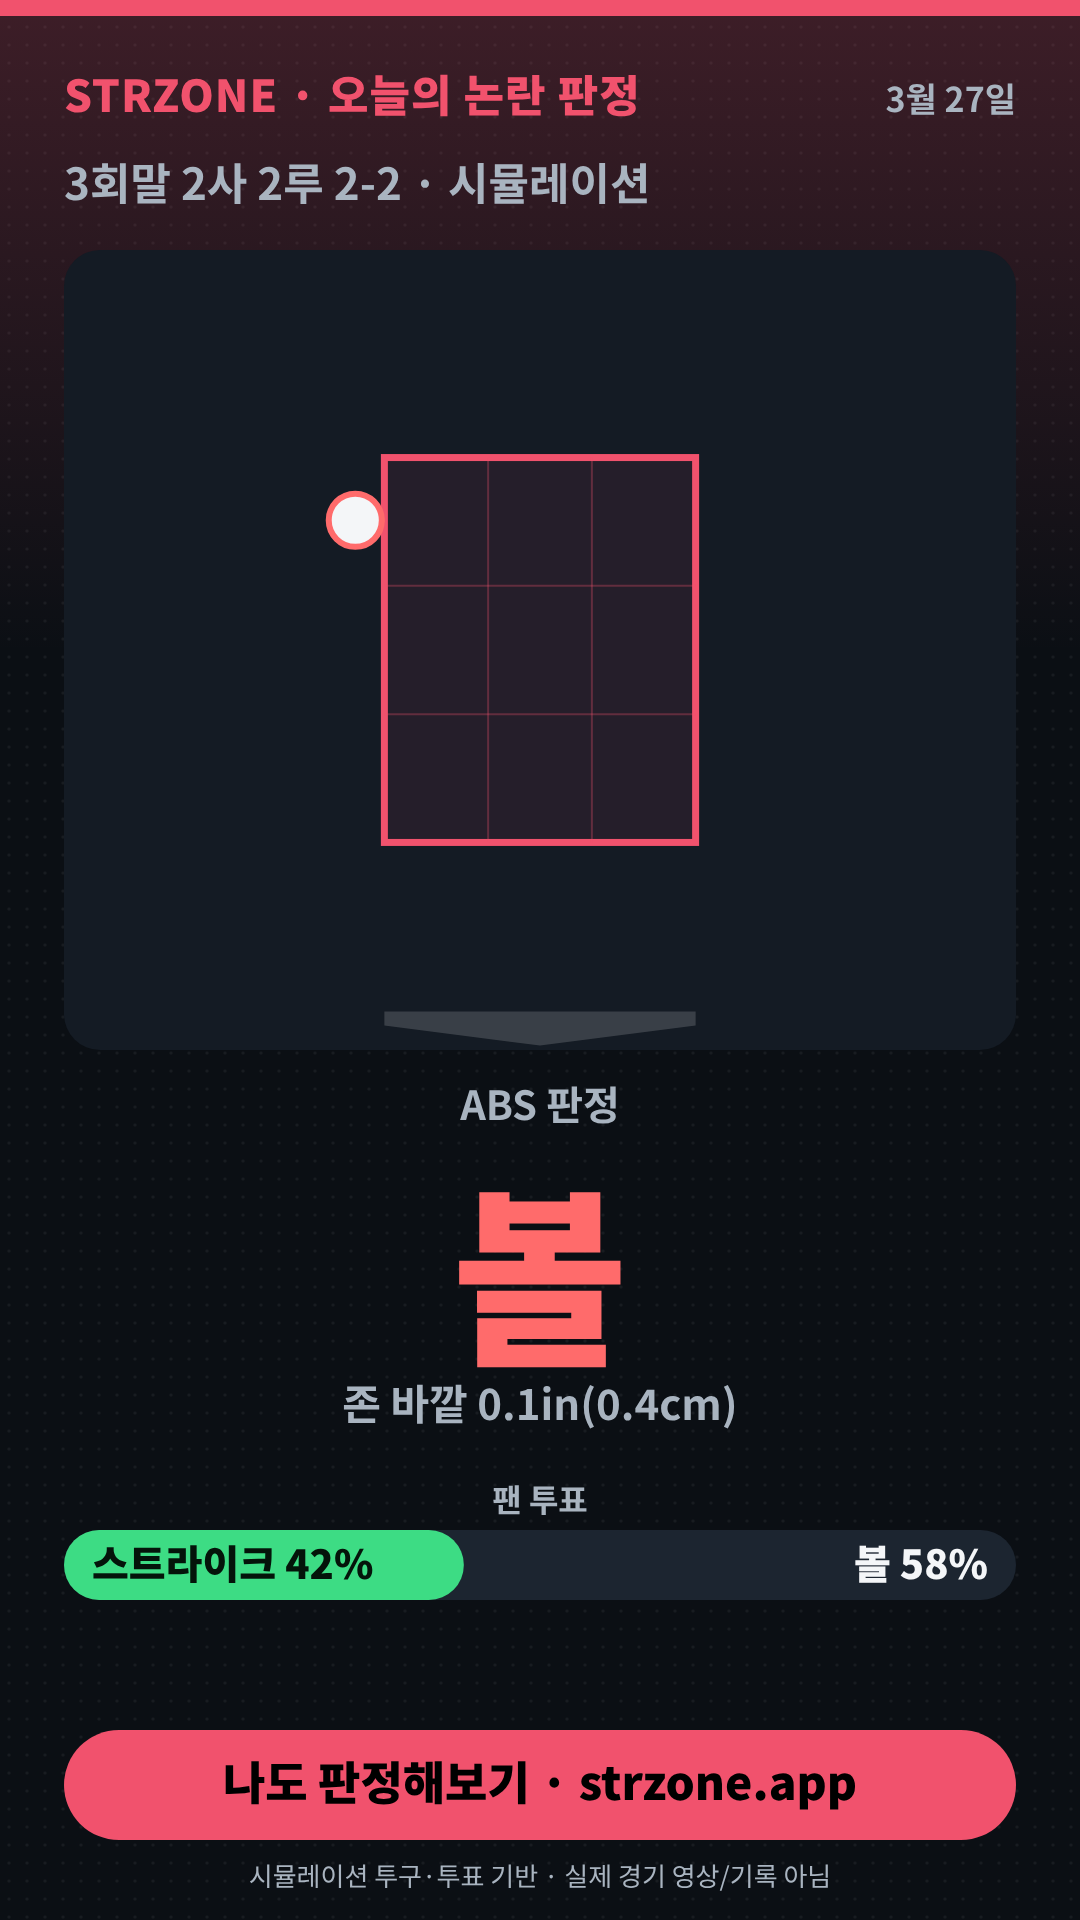 STRZONE · 오늘의 논란 판정
3월 27일
3회말 2사 2루 2-2 · 시뮬레이션
ABS 판정
볼
존 바깥 0.1in(0.4cm)
팬 투표
스트라이크 42%
볼 58%
나도 판정해보기 · strzone.app
시뮬레이션 투구·투표 기반 · 실제 경기 영상/기록 아님